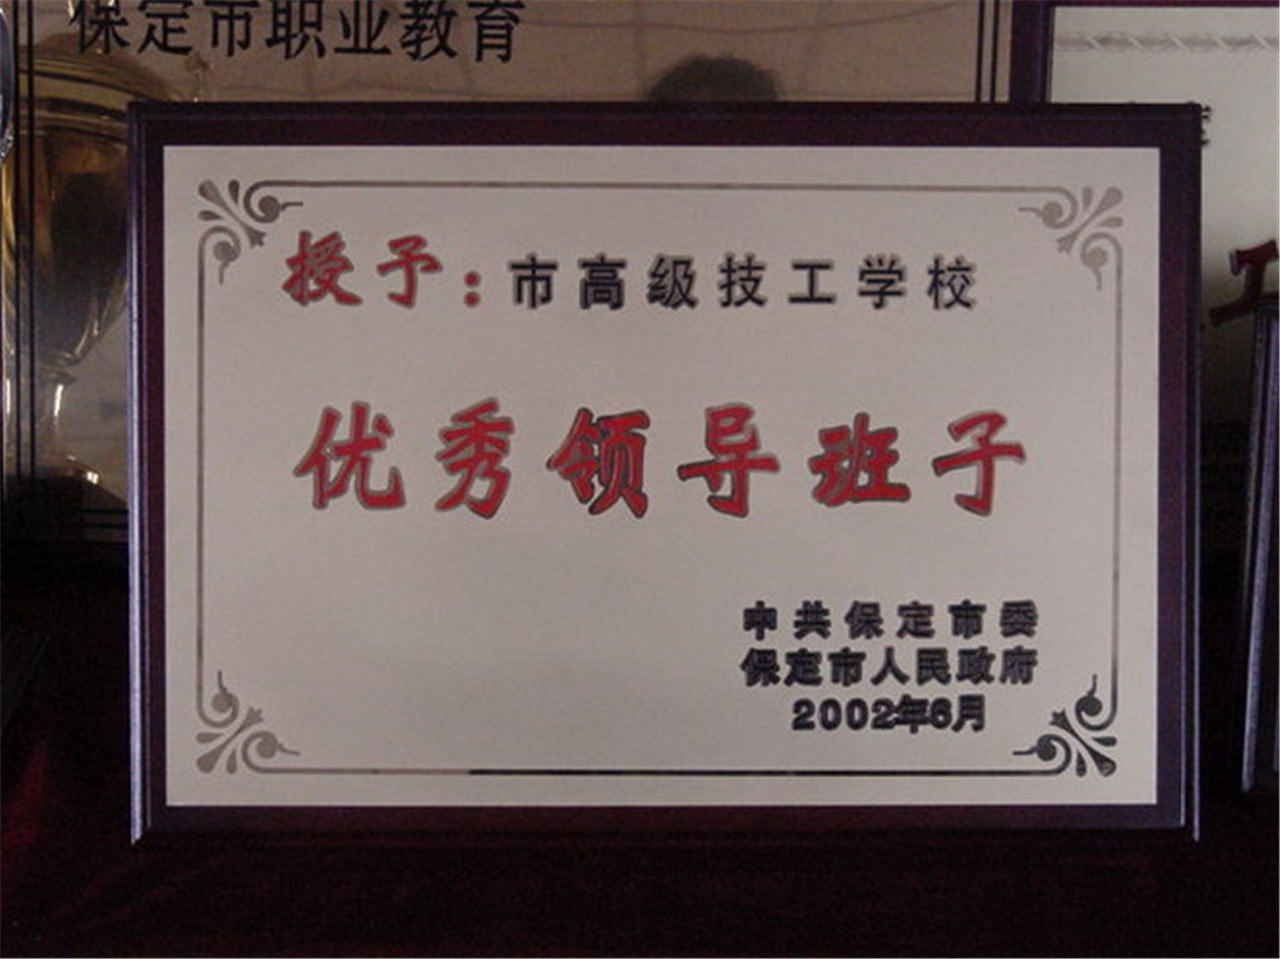 保定市职业教育
授予:市高级技工学校
优秀领导班子
中共保定市委
保定市人民政府
2002年6月
工